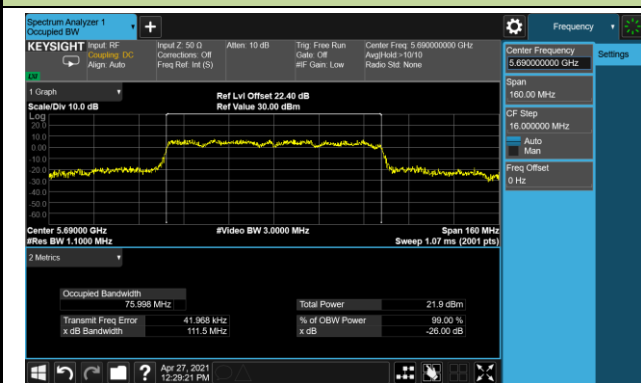 Spectrum Analyzer 1
Occupied BW
+
Frequency
KEYSIGHT
Input: RF
Coupling: DC
Align: Auto
Input Z: 50 Ω
Corrections: Off
Freq Ref: Int (S)
Atten: 10 dB
Trig: Free Run
Gate: Off
#IF Gain: Low
Center Freq: 5.690000000 GHz
Avg|Hold:>10/10
Radio Std: None
Center Frequency
5.690000000 GHz
Settings
Span
160.00 MHz
CF Step
16.000000 MHz
Auto
Man
Freq Offset
0 Hz
1 Graph
Scale/Div 10.0 dB
Ref Lvl Offset 22.40 dB
Ref Value 30.00 dBm
Log
20.0
10.0
0.00
-10.0
-20.0
-30.0
-40.0
-50.0
-60.0
Center 5.69000 GHz
#Video BW 3.0000 MHz
Span 160 MHz
#Res BW 1.1000 MHz
Sweep 1.07 ms (2001 pts)
2 Metrics
Occupied Bandwidth
75.998 MHz
Total Power
21.9 dBm
Transmit Freq Error
41.968 kHz
% of OBW Power
99.00 %
x dB Bandwidth
111.5 MHz
x dB
-26.00 dB
?
Apr 27, 2021
12:29:21 PM